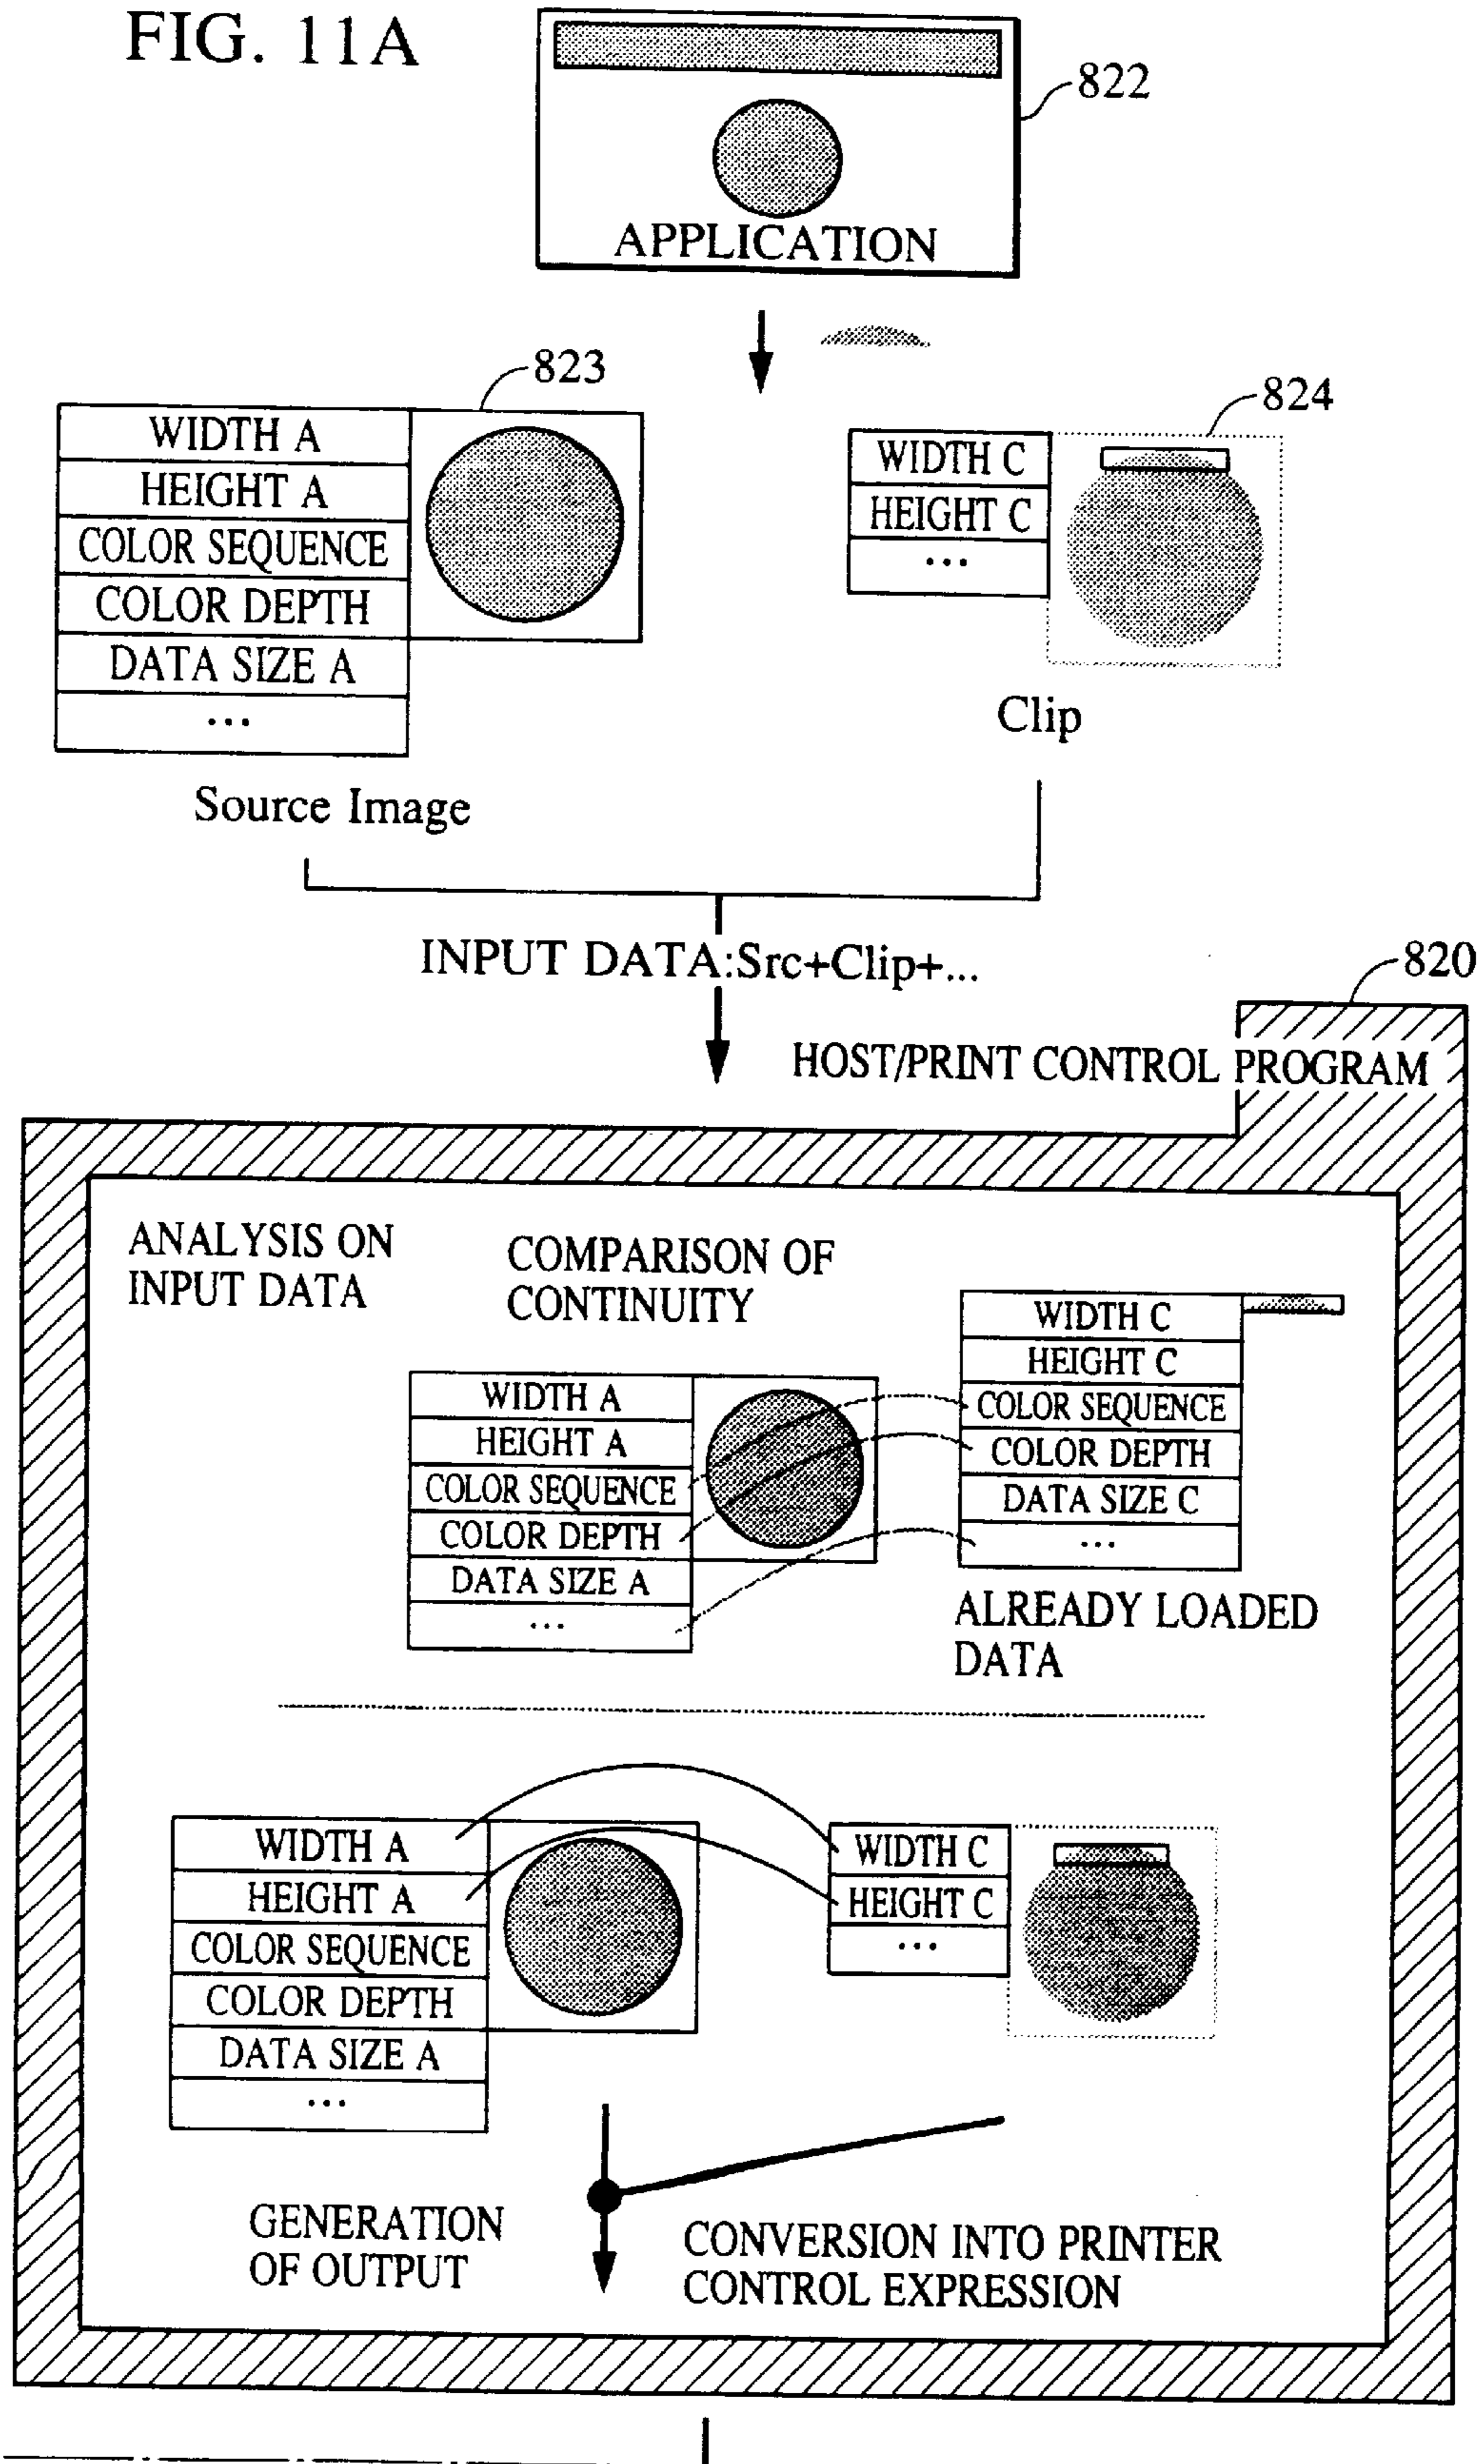 FIG. 11A
822
APPLICATION
823
WIDTH A
HEIGHT A
COLOR SEQUENCE
COLOR DEPTH
DATA SIZE A
...
Source Image
824
WIDTH C
HEIGHT C
...
Clip
INPUT DATA:Src+Clip+...
820
HOST/PRINT CONTROL PROGRAM
ANALYSIS ON
INPUT DATA
COMPARISON OF
CONTINUITY
WIDTH A
HEIGHT A
COLOR SEQUENCE
COLOR DEPTH
DATA SIZE A
...
WIDTH C
HEIGHT C
COLOR SEQUENCE
COLOR DEPTH
DATA SIZE C
...
ALREADY LOADED
DATA
WIDTH A
HEIGHT A
COLOR SEQUENCE
COLOR DEPTH
DATA SIZE A
...
WIDTH C
HEIGHT C
...
GENERATION
OF OUTPUT
CONVERSION INTO PRINTER
CONTROL EXPRESSION